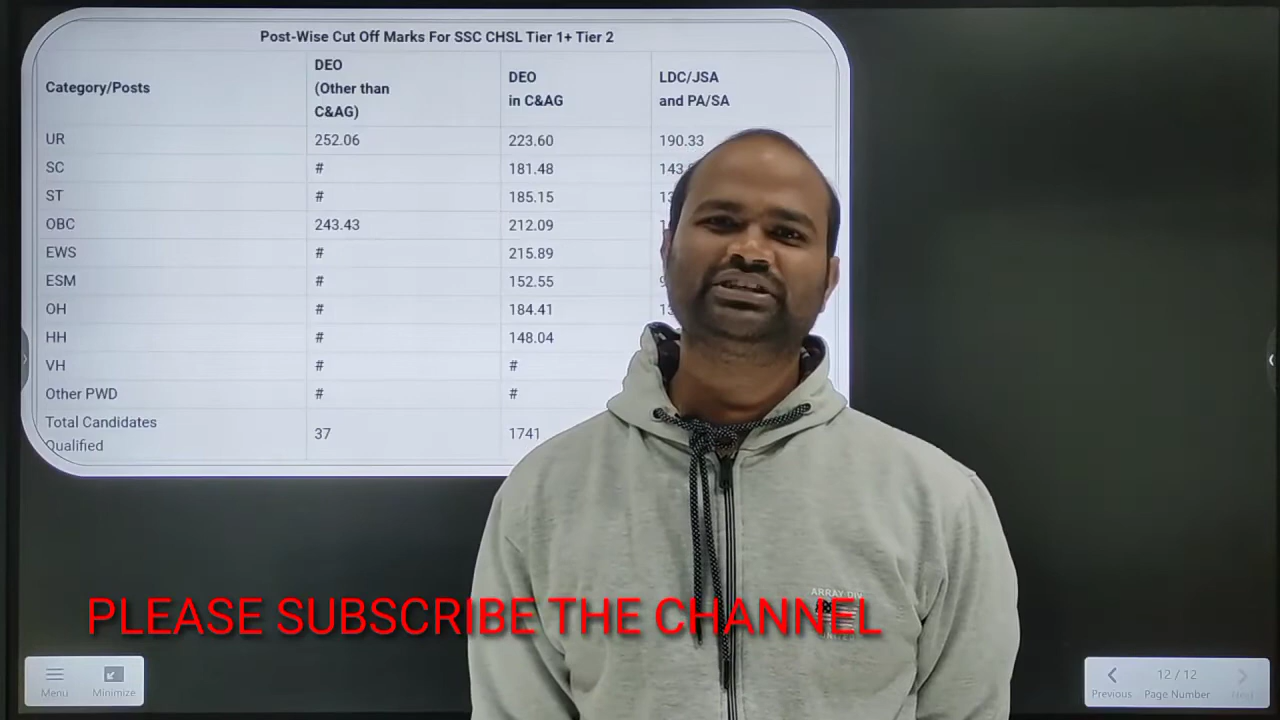 Post-Wise Cut Off Marks For SSC CHSL Tier 1+ Tier 2
Category/Posts
DEO
(Other than
C&AG)
DEO
in C&AG
LDC/JSA
and PA/SA
UR 252.06 223.60 190.33
SC # 181.48
ST # 185.15
OBC 243.43 212.09
EWS # 215.89
ESM # 152.55
OH # 184.41
HH # 148.04
VH # #
Other PWD # #
Total Candidates
Qualified
37 1741
PLEASE SUBSCRIBE THE CHANNEL
ARRAY DIV
Menu Minimize
12 / 12
Previous Page Number Next